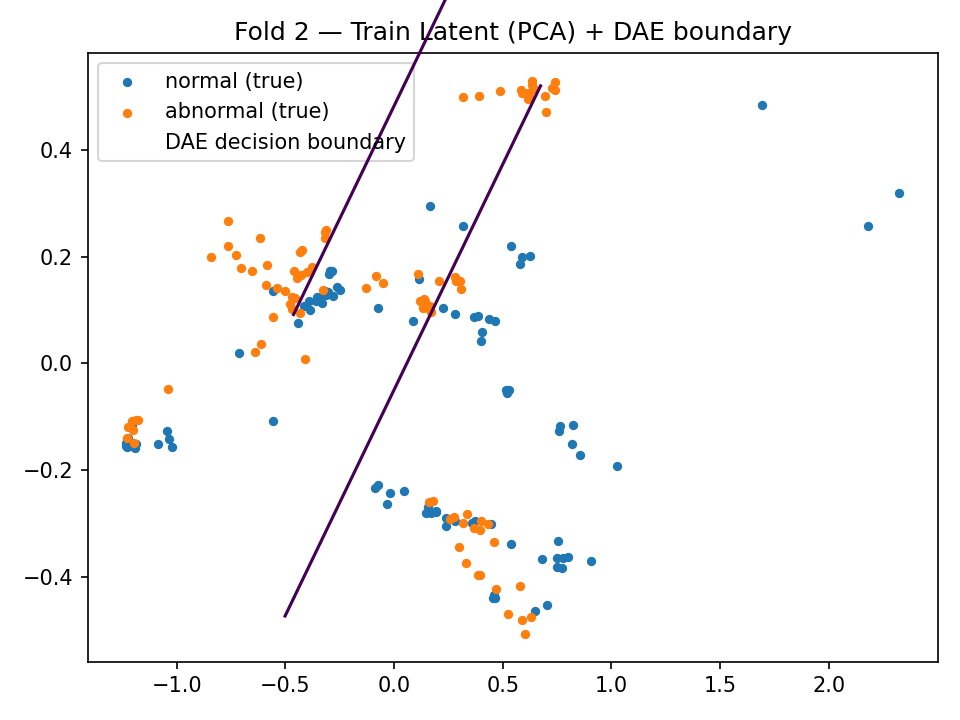 Fold 2 — Train Latent (PCA) + DAE boundary
normal (true)
abnormal (true)
DAE decision boundary
0.4
0.2
0.0
−0.2
−0.4
−1.0 −0.5 0.0 0.5 1.0 1.5 2.0